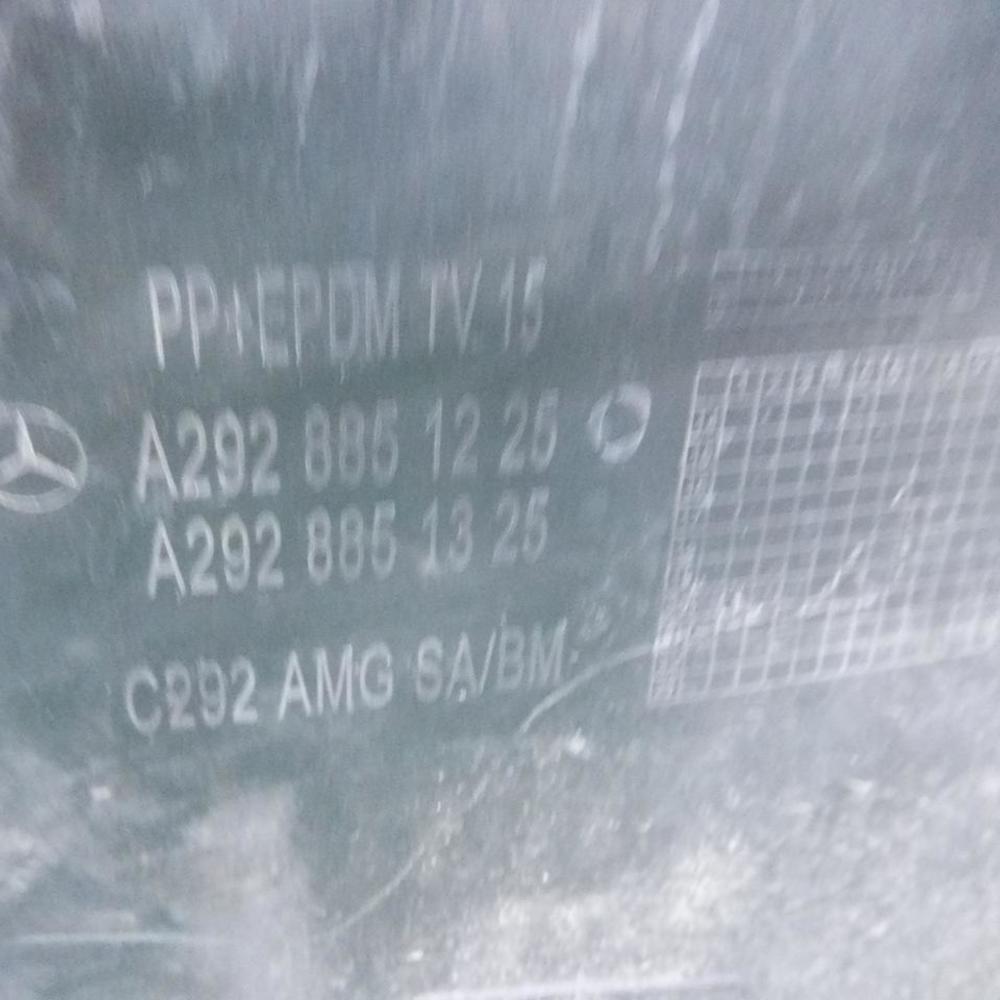 PP+EPDM TV 15
A292 885 12 25
A292 885 13 25
C292 AMG SA/BM